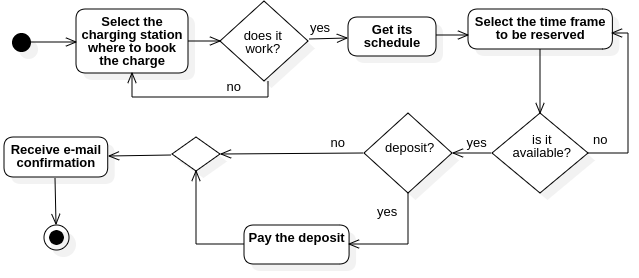 Select the
charging station
where to book
the charge
does it
work?
yes
no
Get its
schedule
Select the time frame
to be reserved
is it
available?
no
yes
deposit?
no
yes
Pay the deposit
Receive e-mail
confirmation